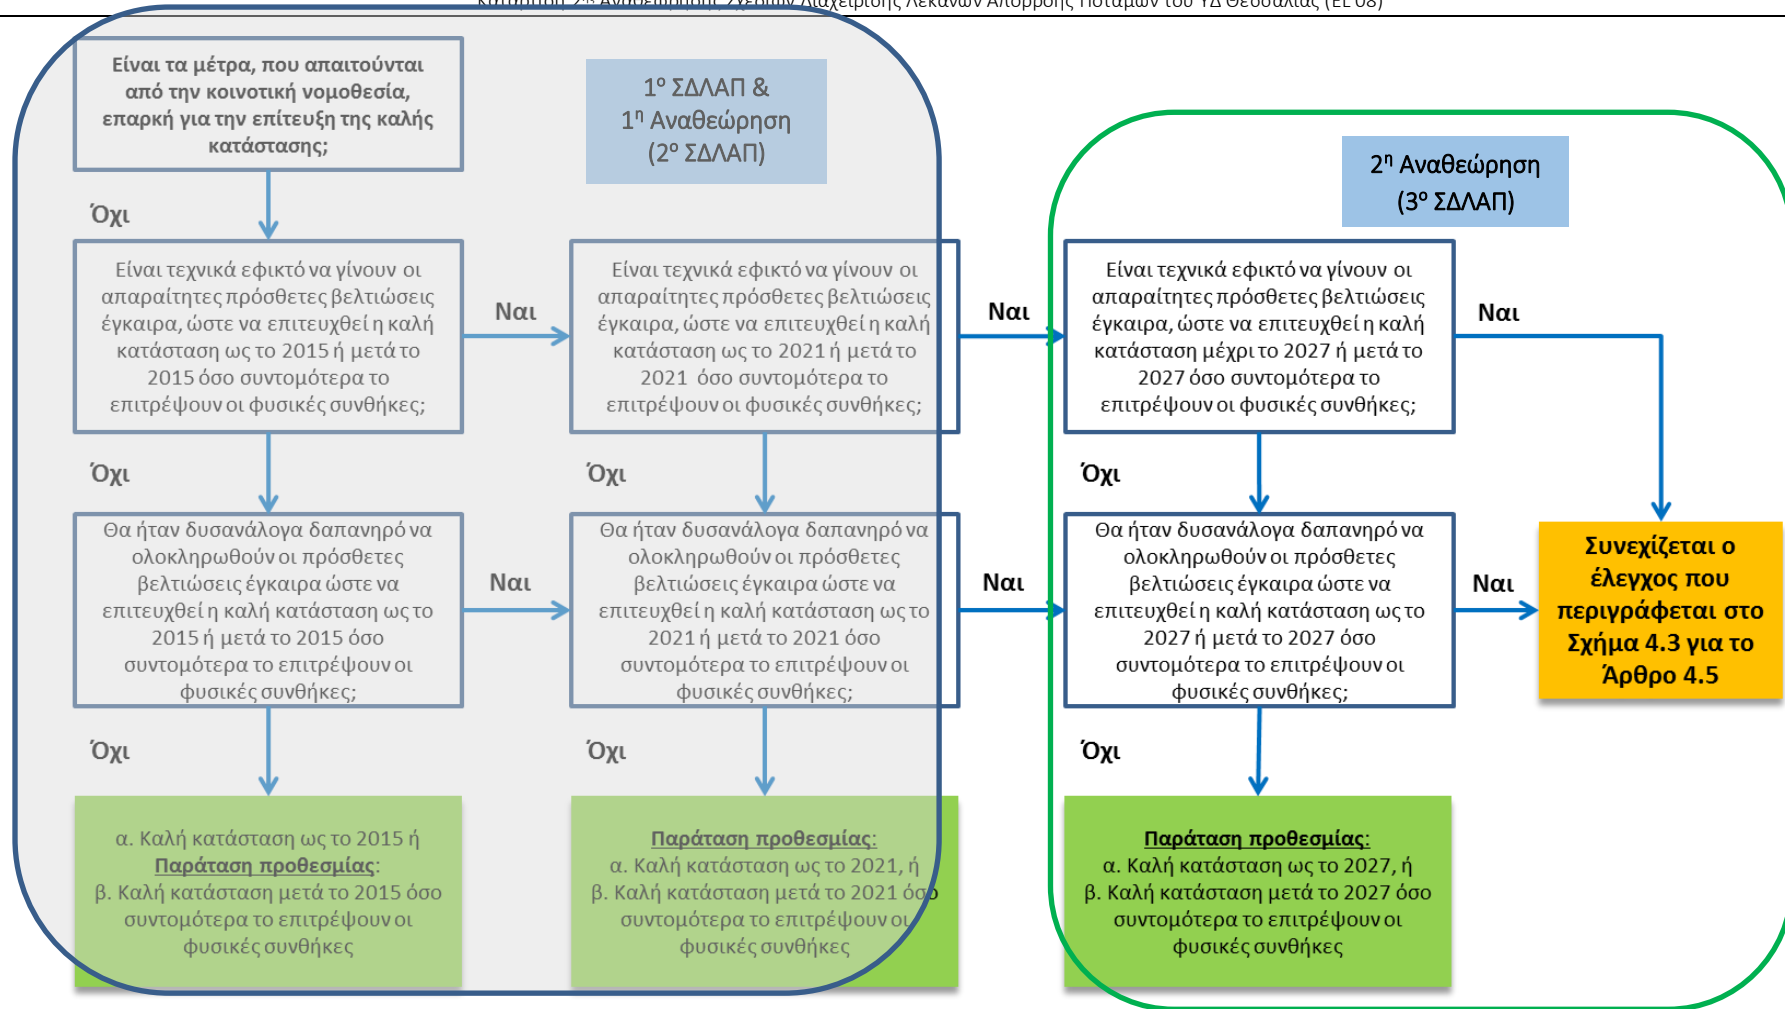 Κατάρτιση 2ης Αναθεώρησης Σχεδίων Διαχείρισης Λεκανών Απορροής Ποταμών του ΥΔ Θεσσαλίας (EL 08)
Είναι τα μέτρα, που απαιτούνται
από την κοινοτική νομοθεσία,
επαρκή για την επίτευξη της καλής
κατάστασης;
1ο ΣΔΛΑΠ &
1η Αναθεώρηση
(2ο ΣΔΛΑΠ)
2η Αναθεώρηση
(3ο ΣΔΛΑΠ)
Όχι
Είναι τεχνικά εφικτό να γίνουν οι
απαραίτητες πρόσθετες βελτιώσεις
έγκαιρα, ώστε να επιτευχθεί η καλή
κατάσταση ως το 2015 ή μετά το
2015 όσο συντομότερα το
επιτρέψουν οι φυσικές συνθήκες;
Ναι
Είναι τεχνικά εφικτό να γίνουν οι
απαραίτητες πρόσθετες βελτιώσεις
έγκαιρα, ώστε να επιτευχθεί η καλή
κατάσταση ως το 2021 ή μετά το
2021 όσο συντομότερα το
επιτρέψουν οι φυσικές συνθήκες;
Ναι
Είναι τεχνικά εφικτό να γίνουν οι
απαραίτητες πρόσθετες βελτιώσεις
έγκαιρα, ώστε να επιτευχθεί η καλή
κατάσταση μέχρι το 2027 ή μετά το
2027 όσο συντομότερα το
επιτρέψουν οι φυσικές συνθήκες;
Ναι
Όχι
Όχι
Όχι
Θα ήταν δυσανάλογα δαπανηρό να
ολοκληρωθούν οι πρόσθετες
βελτιώσεις έγκαιρα ώστε να
επιτευχθεί η καλή κατάσταση ως το
2015 ή μετά το 2015 όσο
συντομότερα το επιτρέψουν οι
φυσικές συνθήκες;
Ναι
Θα ήταν δυσανάλογα δαπανηρό να
ολοκληρωθούν οι πρόσθετες
βελτιώσεις έγκαιρα ώστε να
επιτευχθεί η καλή κατάσταση ως το
2021 ή μετά το 2021 όσο
συντομότερα το επιτρέψουν οι
φυσικές συνθήκες;
Ναι
Θα ήταν δυσανάλογα δαπανηρό να
ολοκληρωθούν οι πρόσθετες
βελτιώσεις έγκαιρα ώστε να
επιτευχθεί η καλή κατάσταση ως το
2027 ή μετά το 2027 όσο
συντομότερα το επιτρέψουν οι
φυσικές συνθήκες;
Ναι
Συνεχίζεται ο
έλεγχος που
περιγράφεται στο
Σχήμα 4.3 για το
Άρθρο 4.5
Όχι
Όχι
Όχι
α. Καλή κατάσταση ως το 2015 ή
Παράταση προθεσμίας:
β. Καλή κατάσταση μετά το 2015 όσο
συντομότερα το επιτρέψουν οι
φυσικές συνθήκες
Παράταση προθεσμίας:
α. Καλή κατάσταση ως το 2021, ή
β. Καλή κατάσταση μετά το 2021 όσο
συντομότερα το επιτρέψουν οι
φυσικές συνθήκες
Παράταση προθεσμίας:
α. Καλή κατάσταση ως το 2027, ή
β. Καλή κατάσταση μετά το 2027 όσο
συντομότερα το επιτρέψουν οι
φυσικές συνθήκες